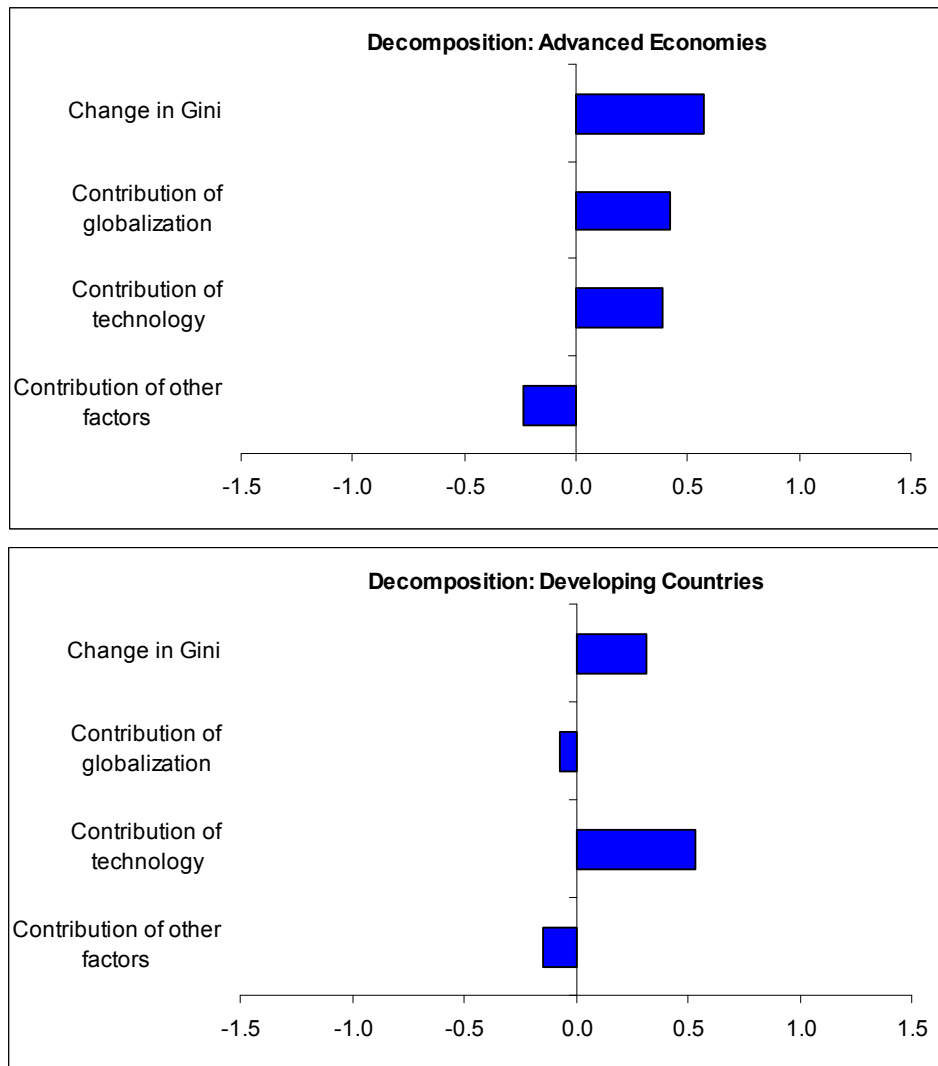 Decomposition: Advanced Economies
Change in Gini
Contribution of
globalization
Contribution of
technology
Contribution of other
factors
-1.5 -1.0 -0.5 0.0 0.5 1.0 1.5
Decomposition: Developing Countries
Change in Gini
Contribution of
globalization
Contribution of
technology
Contribution of other
factors
-1.5 -1.0 -0.5 0.0 0.5 1.0 1.5